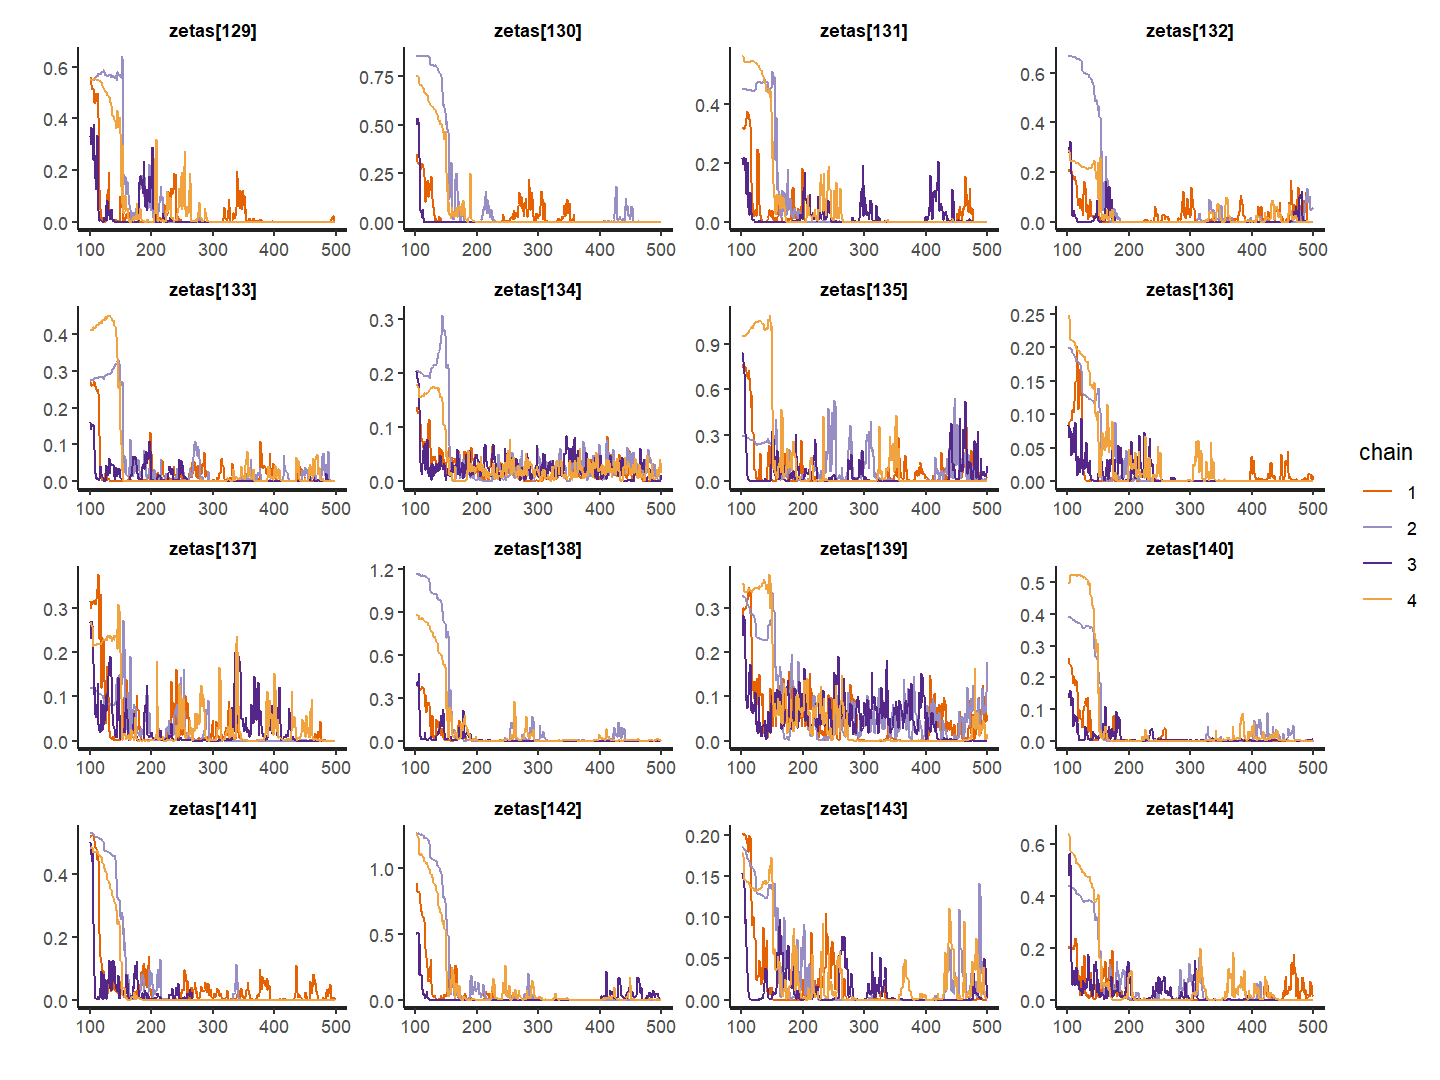 zetas[129] zetas[130] zetas[131] zetas[132]
0.6 0.4 0.2 0.0
0.75 0.50 0.25 0.00
0.4 0.2 0.0
0.6 0.4 0.2 0.0
100 200 300 400 500 100 200 300 400 500 100 200 300 400 500 100 200 300 400 500
zetas[133] zetas[134] zetas[135] zetas[136]
0.4 0.3 0.2 0.1 0.0
0.3 0.2 0.1 0.0
0.9 0.6 0.3 0.0
0.25 0.20 0.15 0.10 0.05 0.00
100 200 300 400 500 100 200 300 400 500 100 200 300 400 500 100 200 300 400 500
zetas[137] zetas[138] zetas[139] zetas[140]
0.3 0.2 0.1 0.0
1.2 0.9 0.6 0.3 0.0
0.3 0.2 0.1 0.0
0.5 0.4 0.3 0.2 0.1 0.0
100 200 300 400 500 100 200 300 400 500 100 200 300 400 500 100 200 300 400 500
zetas[141] zetas[142] zetas[143] zetas[144]
0.4 0.2 0.0
1.0 0.5 0.0
0.20 0.15 0.10 0.05 0.00
0.6 0.4 0.2 0.0
100 200 300 400 500 100 200 300 400 500 100 200 300 400 500 100 200 300 400 500
chain
1
2
3
4